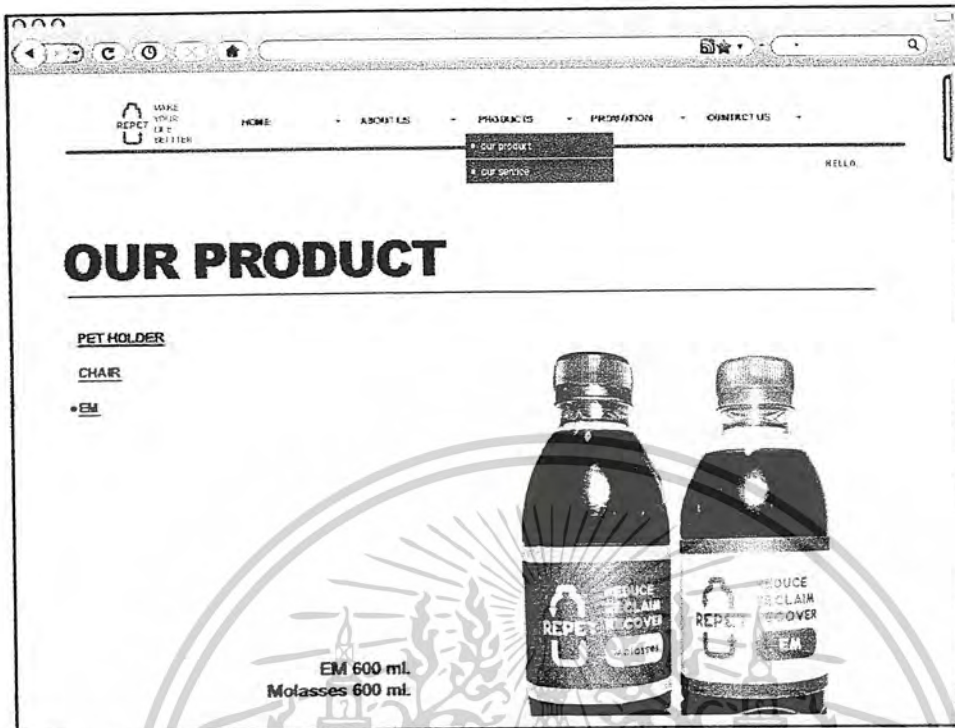 REPET
MAKE
YOUR
LIFE
BETTER
HOME
ABOUT US
PRODUCTS
PROMOTION
CONTACT US
our product
our service
HELLO
OUR PRODUCT
PET HOLDER
CHAIR
EM
REPET
REDUCE
RECLAIM
RECOVER
molasses
REPET
REDUCE
RECLAIM
RECOVER
EM
EM 600 ml.
Molasses 600 ml.